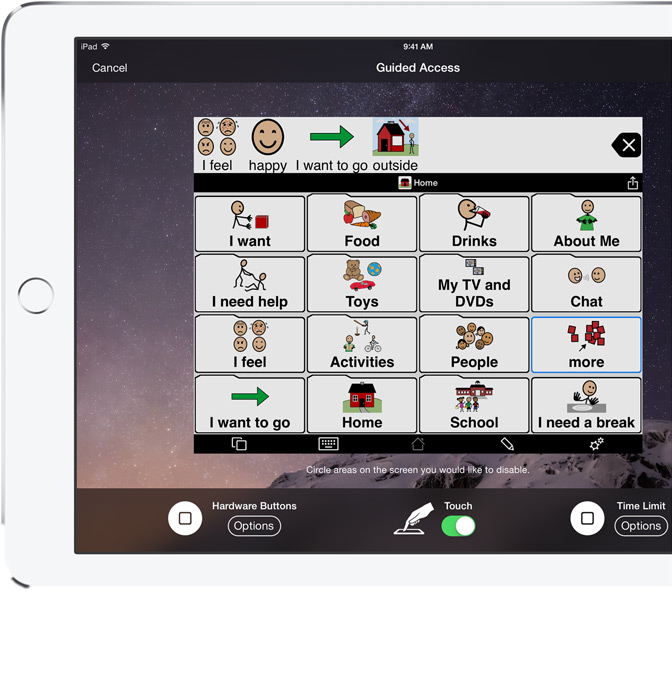 iPad 9:41 AM
Cancel Guided Access
I feel happy I want to go outside
Home
I want Food Drinks About Me
I need help Toys My TV and DVDs Chat
I feel Activities People more
I want to go Home School I need a break
Circle areas on the screen you would like to disable.
Hardware Buttons Touch Time Limit
Options Options